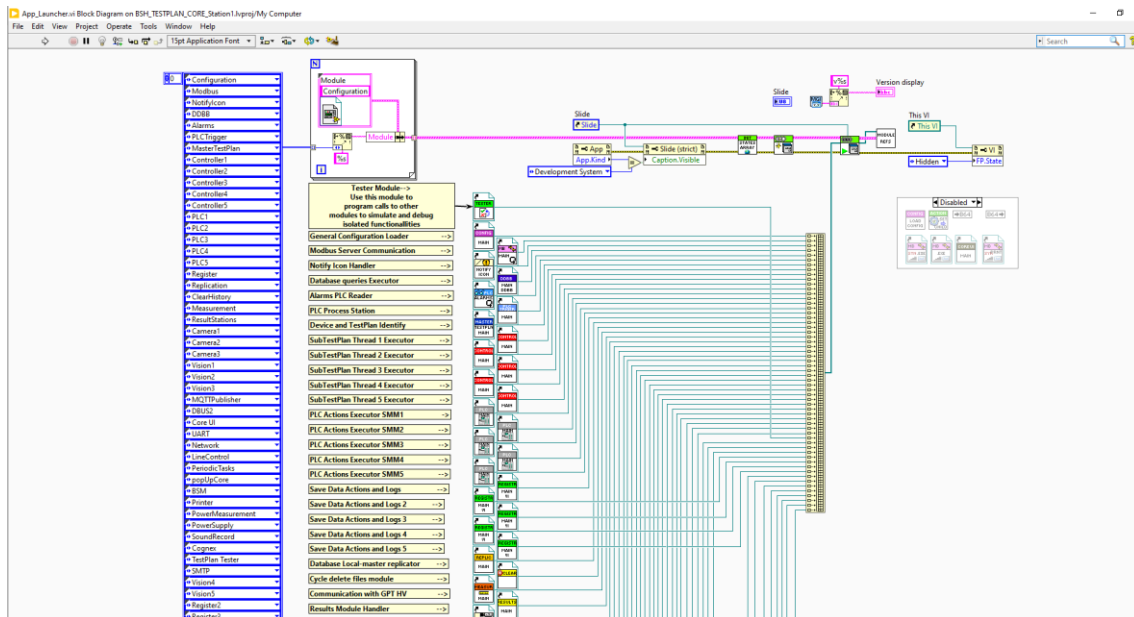 App_Launcher.vi Block Diagram on BSH_TESTPLAN_CORE_Station1.lvproj/My Computer
File Edit View Project Operate Tools Window Help
15pt Application Font
Search
0
Configuration
Modbus
NotifyIcon
DDBB
Alarms
PLCTrigger
MasterTestPlan
Controller1
Controller2
Controller3
Controller4
Controller5
PLC1
PLC2
PLC3
PLC4
PLC5
Register
Replication
ClearHistory
Measurement
ResultStations
Camera1
Camera2
Camera3
Vision1
Vision2
Vision3
MQTTPublisher
DBUS2
Core UI
UART
Network
LineControl
PeriodicTasks
popUpCore
BSM
Printer
PowerMeasurement
PowerSupply
SoundRecord
Cognex
TestPlan Tester
SMTP
Vision4
Vision5
Register2
Register3
N
Module
Configuration
Module
%s
i
Tester Module-->
Use this module to
program calls to other
modules to simulate and debug
isolated functionallities
General Configuration Loader -->
Modbus Server Communication -->
Notify Icon Handler -->
Database queries Executor -->
Alarms PLC Reader -->
PLC Process Station -->
Device and TestPlan Identify -->
SubTestPlan Thread 1 Executor -->
SubTestPlan Thread 2 Executor -->
SubTestPlan Thread 3 Executor -->
SubTestPlan Thread 4 Executor -->
SubTestPlan Thread 5 Executor -->
PLC Actions Executor SMM1 ->
PLC Actions Executor SMM2 -->
PLC Actions Executor SMM3 -->
PLC Actions Executor SMM4 -->
PLC Actions Executor SMM5 -->
Save Data Actions and Logs -->
Save Data Actions and Logs 2 -->
Save Data Actions and Logs 3 -->
Save Data Actions and Logs 4 -->
Save Data Actions and Logs 5 -->
Database Local-master replicator -->
Cycle delete files module -->
Communication with GPT HV -->
Results Module Handler -->
Slide
Slide
App
App.Kind
Development System
Slide (strict)
Caption.Visible
Slide
v%s
Version display
MODULE
REFS
This VI
This VI
Hidden
VI
FP.State
Disabled